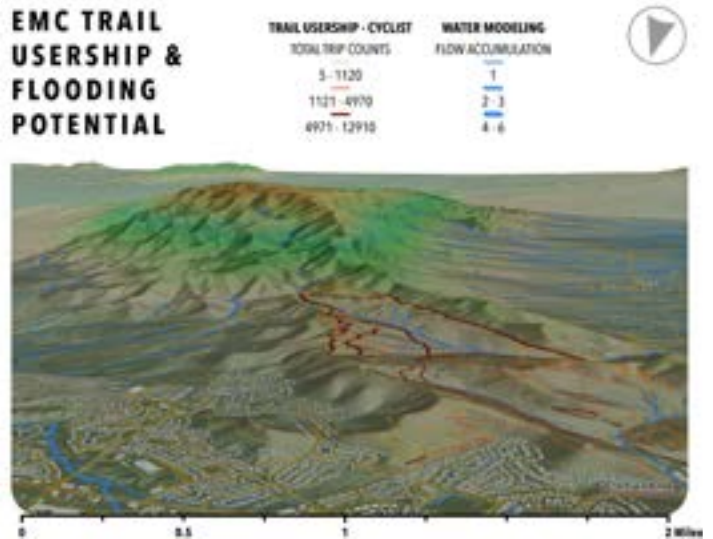 EMC TRAIL
USERSHIP &
FLOODING
POTENTIAL
TRAIL USERSHIP - CYCLIST
TOTAL TRIP COUNTS
5 - 1120
1121 - 4970
4971 - 12910
WATER MODELING
FLOW ACCUMULATION
1
2 - 3
4 - 6
0 0.5 1 2 Miles